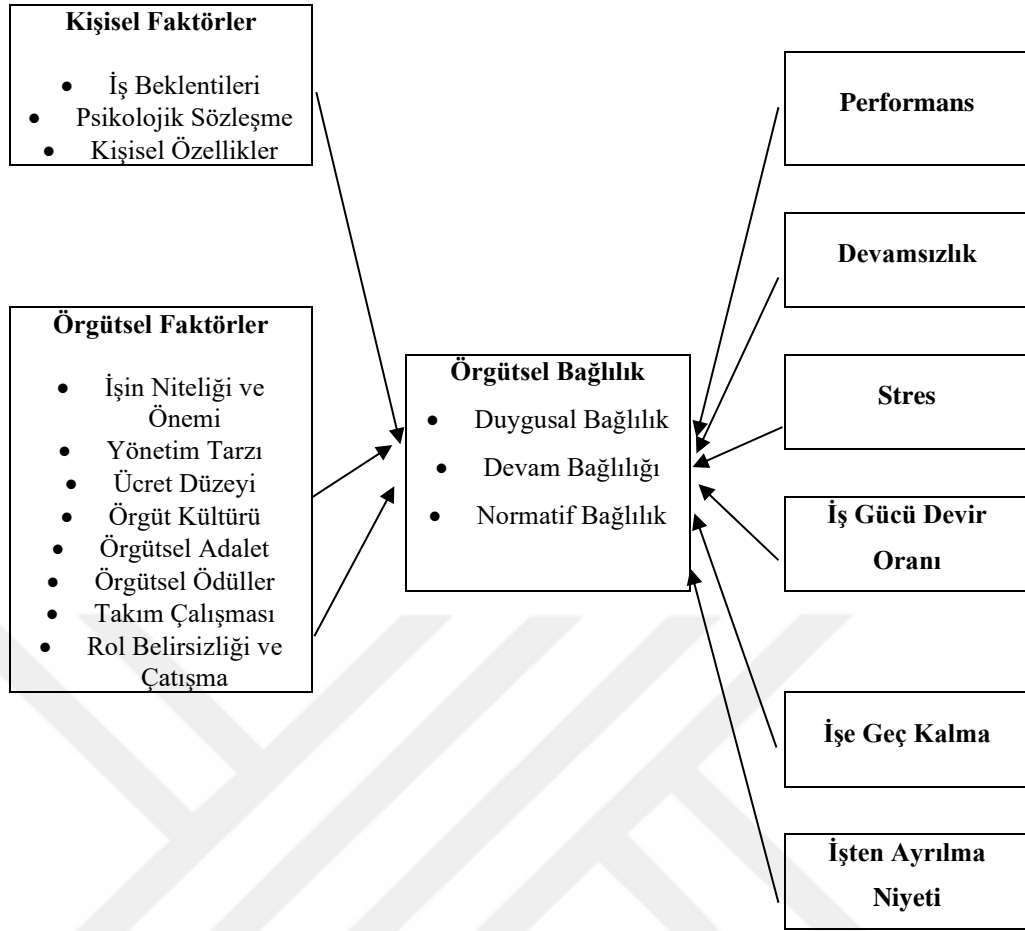 Kişisel Faktörler
• İş Beklentileri
• Psikolojik Sözleşme
• Kişisel Özellikler
Örgütsel Faktörler
• İşin Niteliği ve
Önemi
• Yönetim Tarzı
• Ücret Düzeyi
• Örgüt Kültürü
• Örgütsel Adalet
• Örgütsel Ödüller
• Takım Çalışması
• Rol Belirsizliği ve
Çatışma
Örgütsel Bağlılık
• Duygusal Bağlılık
• Devam Bağlılığı
• Normatif Bağlılık
Performans
Devamsızlık
Stres
İş Gücü Devir
Oranı
İşe Geç Kalma
İşten Ayrılma
Niyeti